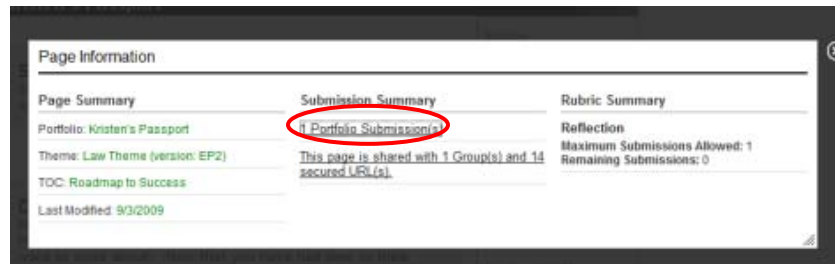 Page Information
Page Summary
Portfolio: Kristen's Passport
Theme: Law Theme (version: EP2)
TOC: Roadmap to Success
Last Modified: 9/3/2009
Submission Summary
1 Portfolio Submission(s)
This page is shared with 1 Group(s) and 14
secured URL(s).
Rubric Summary
Reflection
Maximum Submissions Allowed: 1
Remaining Submissions: 0